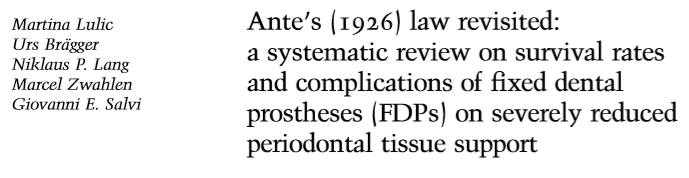 Martina Lulic
Urs Brägger
Niklaus P. Lang
Marcel Zwahlen
Giovanni E. Salvi
Ante's (1926) law revisited:
a systematic review on survival rates
and complications of fixed dental
prostheses (FDPs) on severely reduced
periodontal tissue support